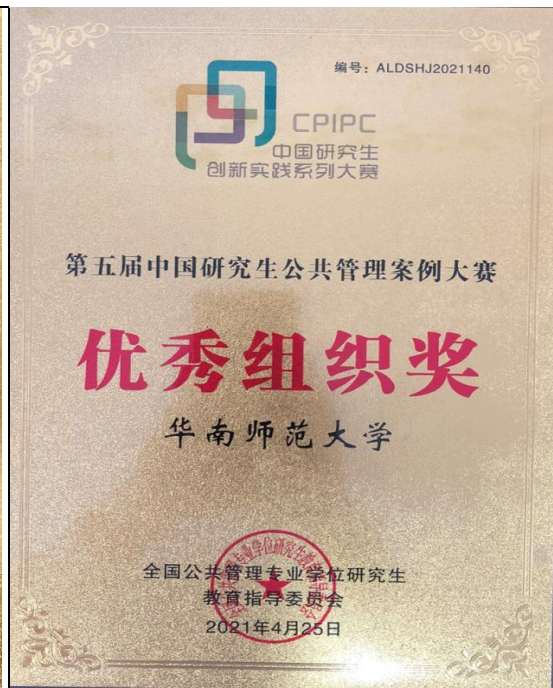 编号：ALDSHJ2021140
CPIPC
中国研究生
创新实践系列大赛
第五届中国研究生公共管理案例大赛
优秀组织奖
华南师范大学
全国公共管理专业学位研究生
教育指导委员会
2021年4月25日